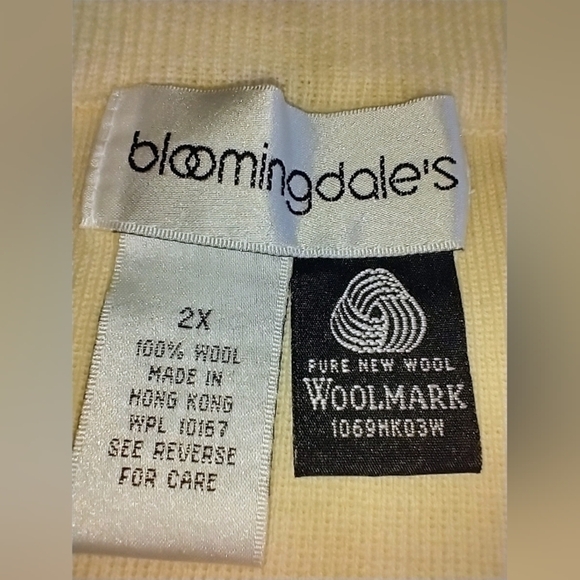 bloomingdale's
2X
100% WOOL
MADE IN
HONG KONG
WPL 10167
SEE REVERSE
FOR CARE
PURE NEW WOOL
WOOLMARK
1069HK03W